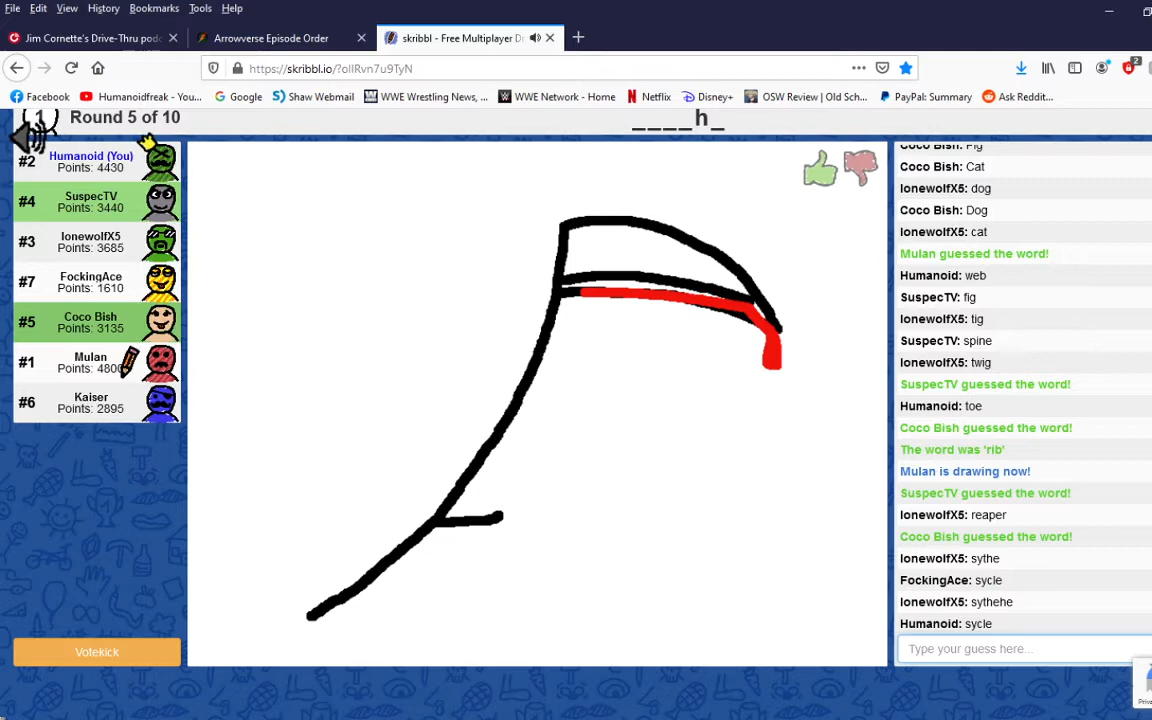 File Edit View History Bookmarks Tools Help
Jim Cornette's Drive-Thru podc Arrowverse Episode Order skribbl - Free Multiplayer Dr
https://skribbl.io/?
Facebook Humanoidfreak - You... Google Shaw Webmail WWE Wrestling News, ... WWE Network - Home Netflix Disney+ OSW Review | Old Sch... PayPal: Summary Ask Reddit...
1 Round 5 of 10 ____h_
#2 Humanoid (You) Points: 4430
#4 SuspecTV Points: 3440
#3 lonewolfX5 Points: 3685
#7 FockingAce Points: 1610
#5 Coco Bish Points: 3135
#1 Mulan Points: 4800
#6 Kaiser Points: 2895
Votekick
Coco Bish: Pig
Coco Bish: Cat
lonewolfX5: dog
Coco Bish: Dog
lonewolfX5: cat
Mulan guessed the word!
Humanoid: web
SuspecTV: fig
lonewolfX5: tig
SuspecTV: spine
lonewolfX5: twig
SuspecTV guessed the word!
Humanoid: toe
Coco Bish guessed the word!
The word was 'rib'
Mulan is drawing now!
SuspecTV guessed the word!
lonewolfX5: reaper
Coco Bish guessed the word!
lonewolfX5: sythe
FockingAce: sycle
lonewolfX5: sythehe
Humanoid: sycle
Type your guess here...